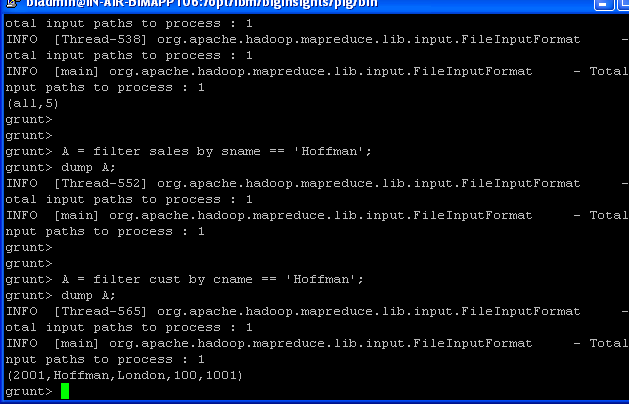 biadmin@IN-AIR-BIMAPP106:/opt/ibm/biginsights/pig/bin
otal input paths to process : 1
INFO  [Thread-538] org.apache.hadoop.mapreduce.lib.input.FileInputFormat     -
otal input paths to process : 1
INFO  [main] org.apache.hadoop.mapreduce.lib.input.FileInputFormat     - Total
nput paths to process : 1
(all,5)
grunt>
grunt>
grunt> A = filter sales by sname == 'Hoffman';
grunt> dump A;
INFO  [Thread-552] org.apache.hadoop.mapreduce.lib.input.FileInputFormat     -
otal input paths to process : 1
INFO  [main] org.apache.hadoop.mapreduce.lib.input.FileInputFormat     - Total
nput paths to process : 1
grunt>
grunt>
grunt> A = filter cust by cname == 'Hoffman';
grunt> dump A;
INFO  [Thread-565] org.apache.hadoop.mapreduce.lib.input.FileInputFormat     -
otal input paths to process : 1
INFO  [main] org.apache.hadoop.mapreduce.lib.input.FileInputFormat     - Total
nput paths to process : 1
(2001,Hoffman,London,100,1001)
grunt>